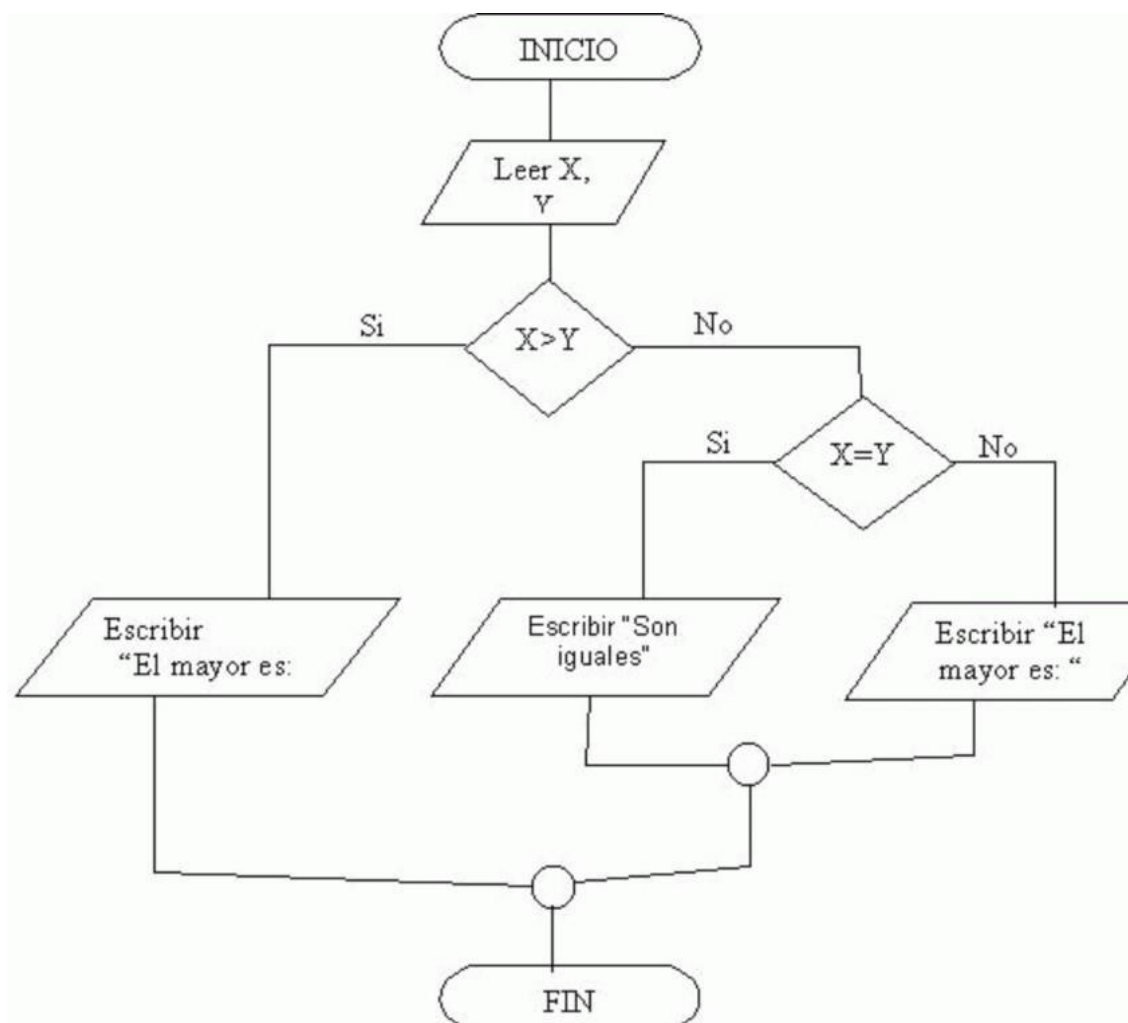 INICIO
Leer X,
Y
Si
X>Y
No
Si
X=Y
No
Escribir
“El mayor es:
Escribir "Son
iguales"
Escribir “El
mayor es: “
FIN